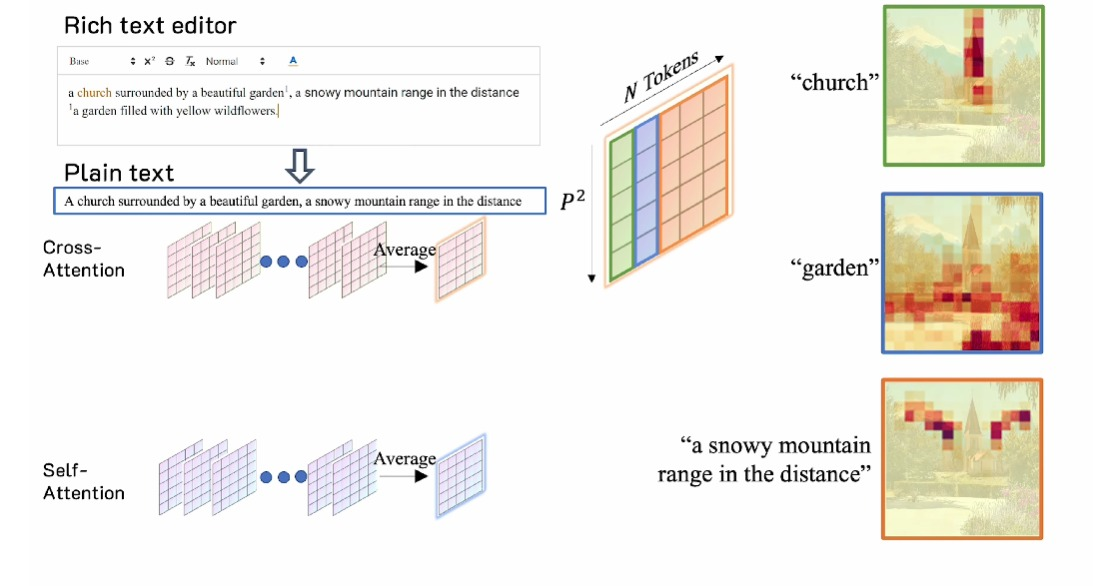 Rich text editor
Base x² S Tx Normal A
a church surrounded by a beautiful garden¹, a snowy mountain range in the distance
¹a garden filled with yellow wildflowers.
Plain text
A church surrounded by a beautiful garden, a snowy mountain range in the distance
Cross-
Attention
Average
Self-
Attention
Average
N Tokens
P²
“church”
“garden”
“a snowy mountain
range in the distance”